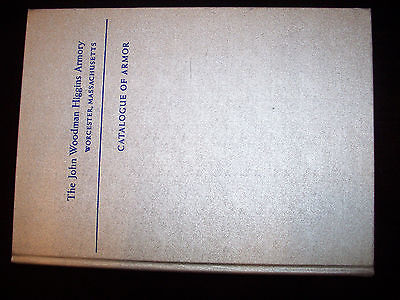 The John Woodman Higgins Armory
WORCESTER, MASSACHUSETTS
CATALOGUE OF ARMOR